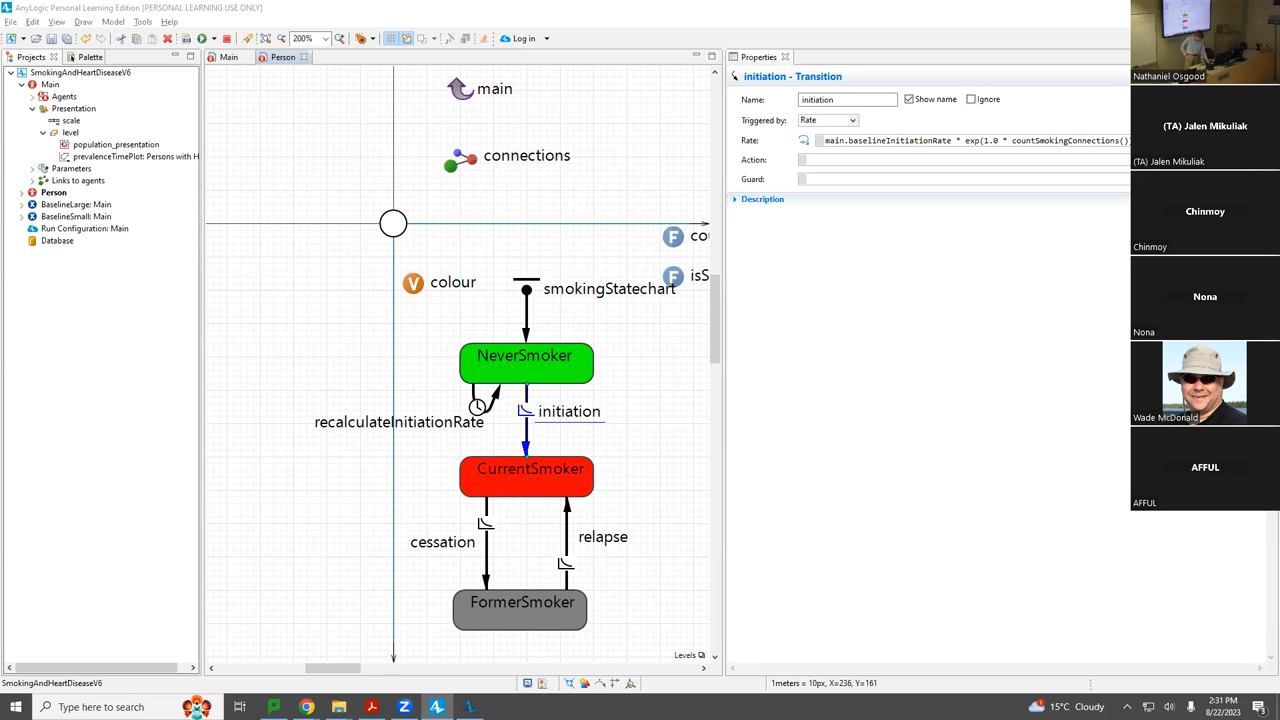 AnyLogic Personal Learning Edition [PERSONAL LEARNING USE ONLY]
File Edit View Draw Model Tools Help
200%
Log in
Projects
Palette
Main
Person
Properties
SmokingAndHeartDiseaseV6
Main
Agents
Presentation
scale
level
population_presentation
prevalenceTimePlot: Persons with H
Parameters
Links to agents
Person
BaselineLarge: Main
BaselineSmall: Main
Run Configuration: Main
Database
main
connections
cou
isS
colour
smokingStatechart
NeverSmoker
recalculateInitiationRate
initiation
CurrentSmoker
cessation
relapse
FormerSmoker
Levels
initiation - Transition
Name:
initiation
Show name
Ignore
Triggered by:
Rate
Rate:
main.baselineInitiationRate * exp(1.0 * countSmokingConnections())
Action:
Guard:
Description
Nathaniel Osgood
(TA) Jalen Mikuliak
(TA) Jalen Mikuliak
Chinmoy
Chinmoy
Nona
Nona
Wade McDonald
AFFUL
AFFUL
SmokingAndHeartDiseaseV6
1meters = 10px, X=236, Y=161
Type here to search
15°C Cloudy
2:31 PM
8/22/2023
3